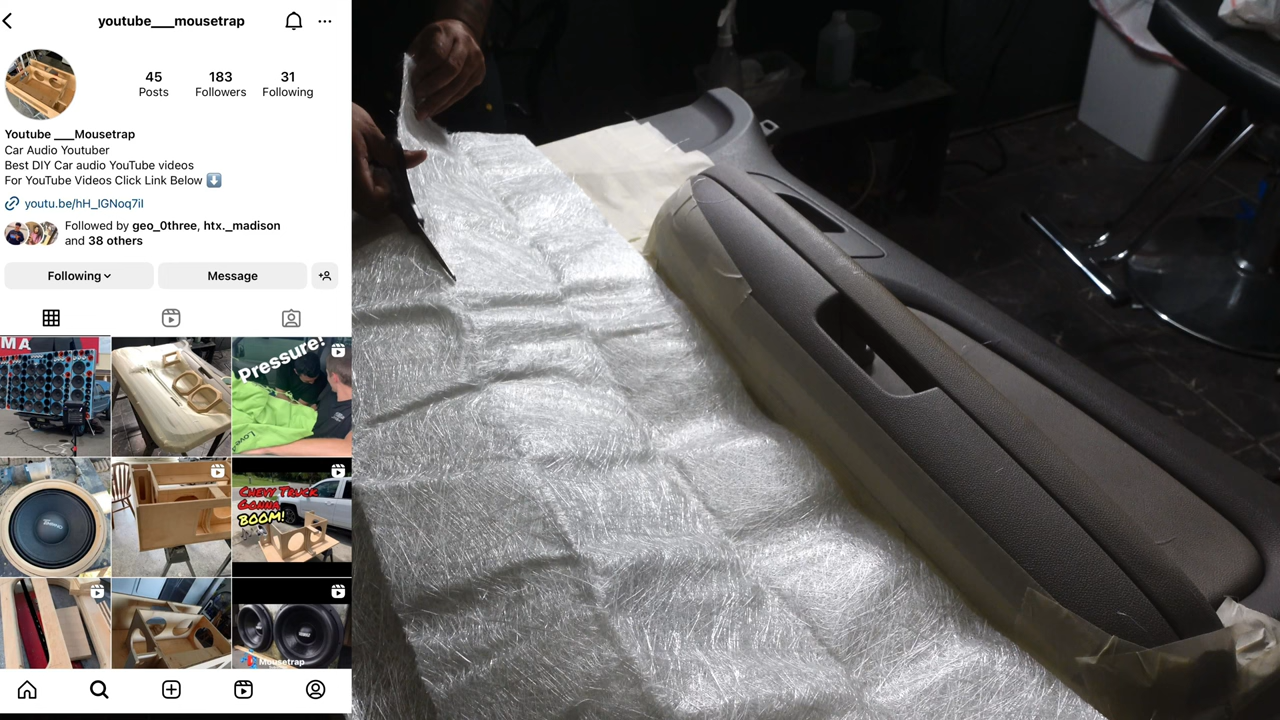 youtube___mousetrap
45
Posts
183
Followers
31
Following
Youtube ___Mousetrap
Car Audio Youtuber
Best DIY Car audio YouTube videos
For YouTube Videos Click Link Below ⬇️
youtu.be/hH_IGNoq7iI
Followed by geo_0three, htx._madison
and 38 others
Following
Message
MA
Pressure!
Love
CHEVY TRUCK
GONNA
BOOM!
Mousetrap